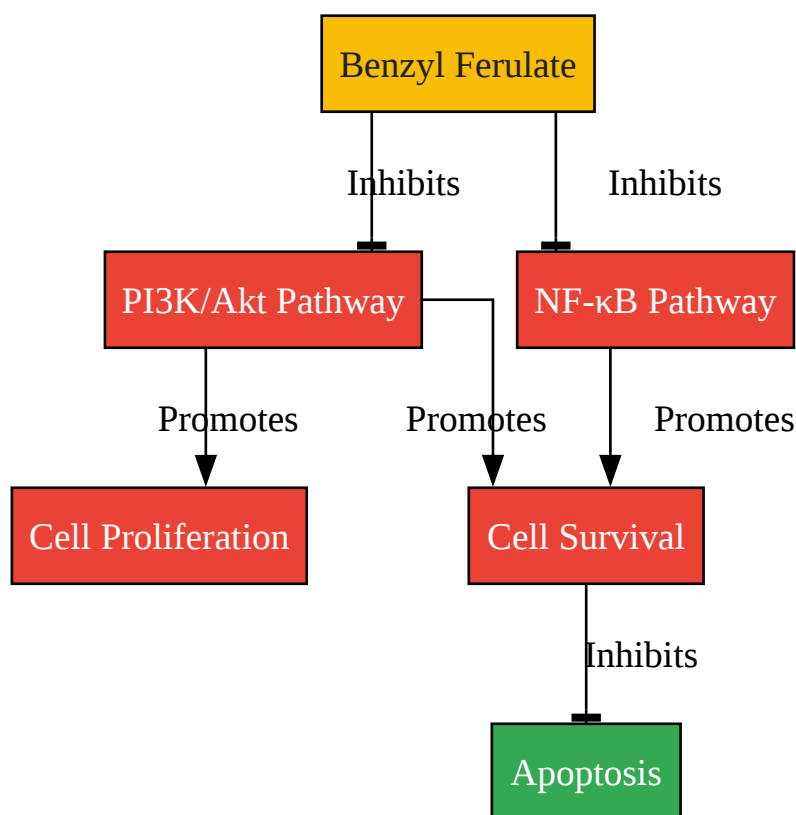 Benzyl Ferulate
Inhibits
Inhibits
PI3K/Akt Pathway
NF-κB Pathway
Promotes
Promotes
Promotes
Cell Proliferation
Cell Survival
Inhibits
Apoptosis